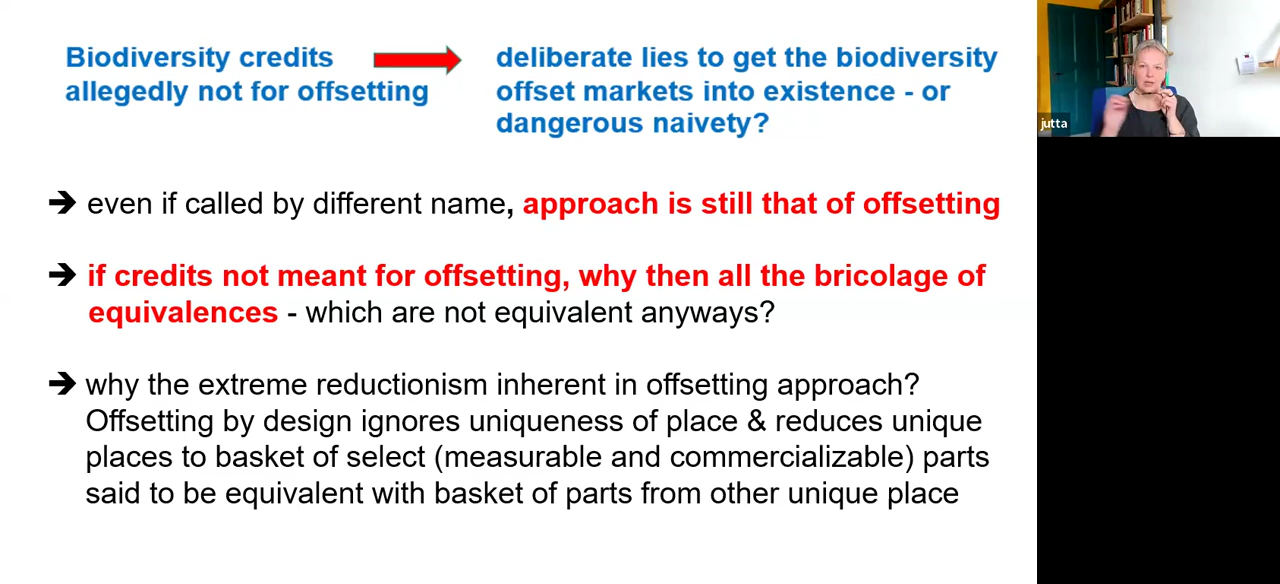 Biodiversity credits
allegedly not for offsetting
deliberate lies to get the biodiversity
offset markets into existence - or
dangerous naivety?
jutta
➔ even if called by different name, approach is still that of offsetting
➔ if credits not meant for offsetting, why then all the bricolage of
equivalences - which are not equivalent anyways?
➔ why the extreme reductionism inherent in offsetting approach?
Offsetting by design ignores uniqueness of place & reduces unique
places to basket of select (measurable and commercializable) parts
said to be equivalent with basket of parts from other unique place